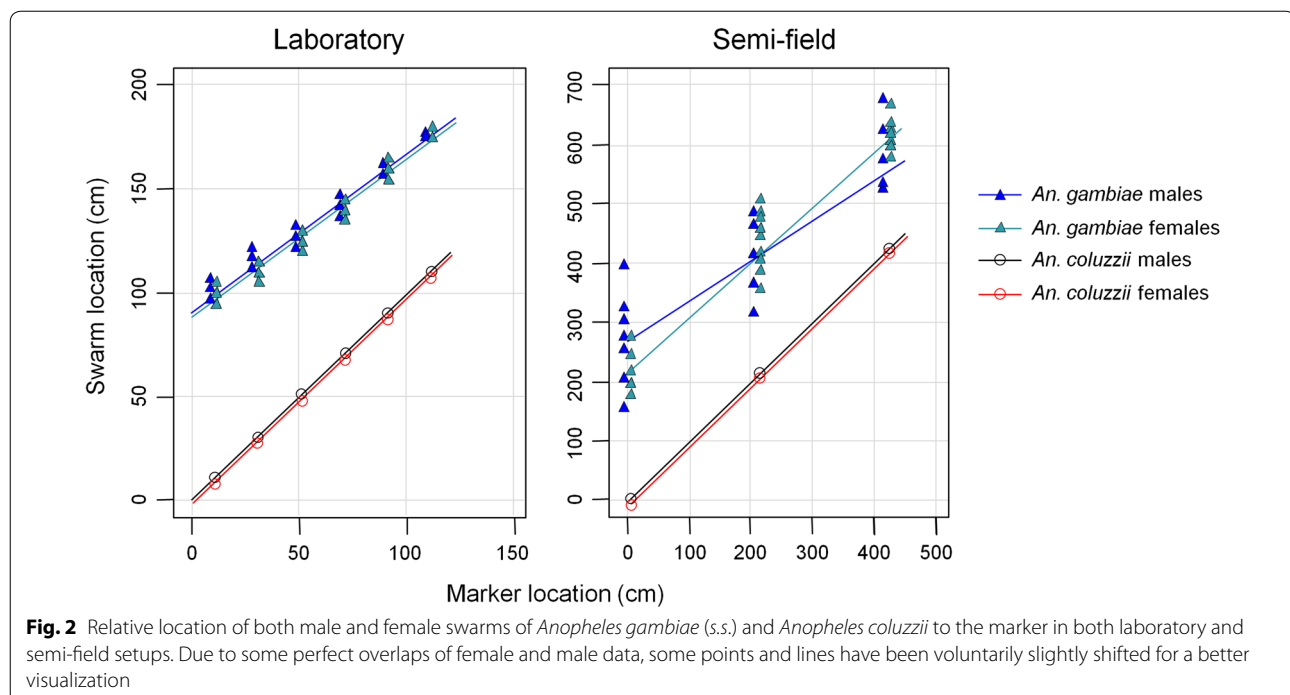 Laboratory
Semi-field
Swarm location (cm)
200
150
100
50
0
0 50 100 150
700
600
500
400
300
200
100
0
0 100 200 300 400 500
Marker location (cm)
An. gambiae males
An. gambiae females
An. coluzzii males
An. coluzzii females
Fig. 2 Relative location of both male and female swarms of Anopheles gambiae (s.s.) and Anopheles coluzzii to the marker in both laboratory and
semi-field setups. Due to some perfect overlaps of female and male data, some points and lines have been voluntarily slightly shifted for a better
visualization